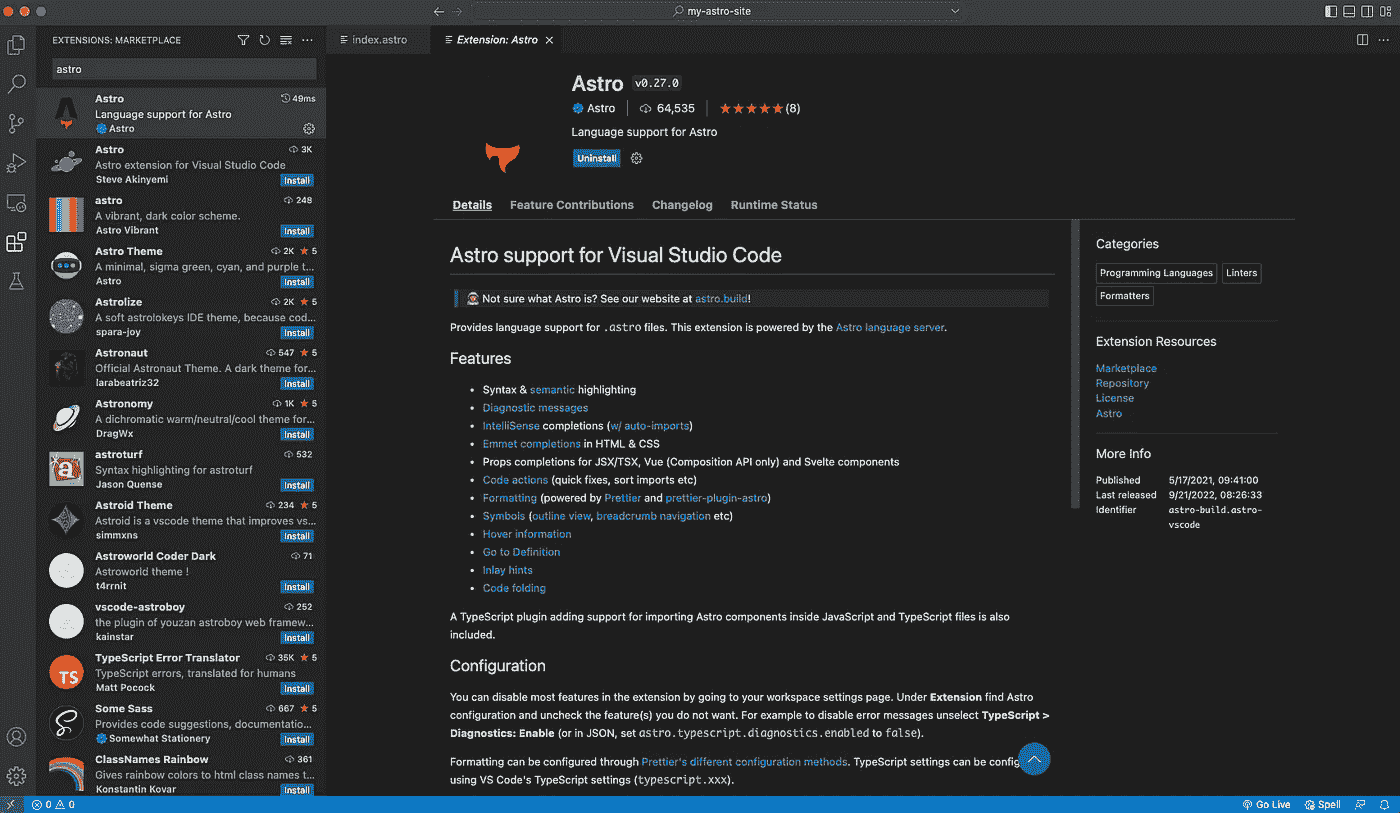 my-astro-site
EXTENSIONS: MARKETPLACE
astro
Astro 49ms
Language support for Astro
Astro
Astro 3K
Astro extension for Visual Studio Code
Steve Akinyemi Install
astro 248
A vibrant, dark color scheme.
Astro Vibrant Install
Astro Theme 2K ★ 5
A minimal, sigma green, cyan, and purple t...
Astro Install
Astrolize 2K ★ 5
A soft astrolokeys IDE theme, because cod...
spara-joy Install
Astronaut 547 ★ 5
Official Astronaut Theme. A dark theme for...
larabeatriz32 Install
Astronomy 1K ★ 5
A dichromatic warm/neutral/cool theme for...
DragWx Install
astroturf 532
Syntax highlighting for astroturf
Jason Quense Install
Astroid Theme 234 ★ 5
Astroid is a vscode theme that improves vs...
simmxns Install
Astroworld Coder Dark 71
Astroworld theme !
t4rrnit Install
vscode-astroboy 252
the plugin of youzan astroboy web framew...
kainstar Install
TS
TypeScript Error Translator 35K ★ 5
TypeScript errors, translated for humans
Matt Pocock Install
Some Sass 667 ★ 5
Provides code suggestions, documentatio...
Somewhat Stationery Install
ClassNames Rainbow 361
Gives rainbow colors to html class names t...
Konstantin Kovar Install
index.astro
Extension: Astro
Astro v0.27.0
Astro | 64,535 | ★★★★★ (8)
Language support for Astro
Uninstall
Details Feature Contributions Changelog Runtime Status
Astro support for Visual Studio Code
Not sure what Astro is? See our website at astro.build!
Provides language support for .astro files. This extension is powered by the Astro language server.
Features
• Syntax & semantic highlighting
• Diagnostic messages
• IntelliSense completions (w/ auto-imports)
• Emmet completions in HTML & CSS
• Props completions for JSX/TSX, Vue (Composition API only) and Svelte components
• Code actions (quick fixes, sort imports etc)
• Formatting (powered by Prettier and prettier-plugin-astro)
• Symbols (outline view, breadcrumb navigation etc)
• Hover information
• Go to Definition
• Inlay hints
• Code folding
A TypeScript plugin adding support for importing Astro components inside JavaScript and TypeScript files is also
included.
Configuration
You can disable most features in the extension by going to your workspace settings page. Under Extension find Astro
configuration and uncheck the feature(s) you do not want. For example to disable error messages unselect TypeScript >
Diagnostics: Enable (or in JSON, set astro.typescript.diagnostics.enabled to false).
Formatting can be configured through Prettier's different configuration methods. TypeScript settings can be config
using VS Code's TypeScript settings (typescript.xxx).
Categories
Programming Languages Linters
Formatters
Extension Resources
Marketplace
Repository
License
Astro
More Info
Published 5/17/2021, 09:41:00
Last released 9/21/2022, 08:26:33
Identifier astro-build.astro-
vscode
0 0
Go Live Spell